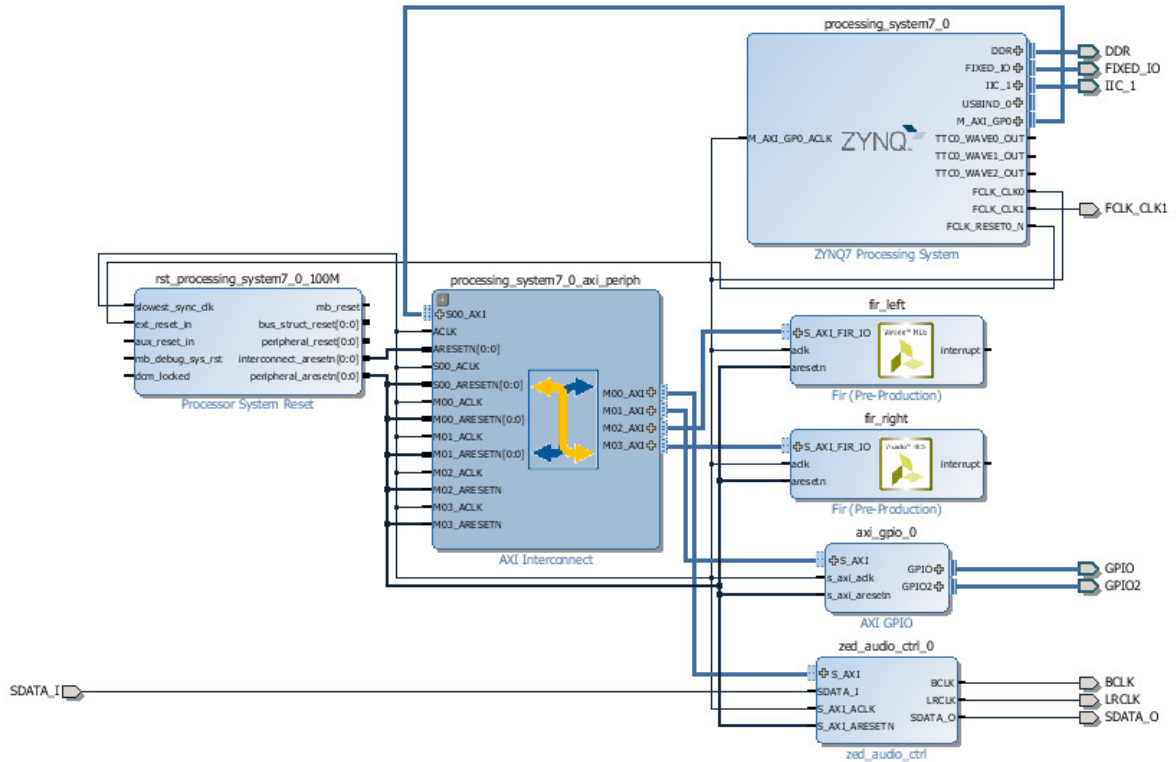 processing_system7_0
DDR
FIXED_IO
IIC_1
USBIND_0
M_AXI_GP0
TTC0_WAVE0_OUT
TTC0_WAVE1_OUT
TTC0_WAVE2_OUT
FCLK_CLK0
FCLK_CLK1
FCLK_RESET0_N
M_AXI_GP0_ACLK
ZYNQ
ZYNQ7 Processing System
DDR
FIXED_IO
IIC_1
FCLK_CLK1
rst_processing_system7_0_100M
slowest_sync_clk
ext_reset_in
aux_reset_in
mb_debug_sys_rst
dcm_locked
mb_reset
bus_struct_reset[0:0]
peripheral_reset[0:0]
interconnect_aresetn[0:0]
peripheral_aresetn[0:0]
Processor System Reset
processing_system7_0_axi_periph
S00_AXI
ACLK
ARESETN[0:0]
S00_ACLK
S00_ARESETN[0:0]
M00_ACLK
M00_ARESETN[0:0]
M01_ACLK
M01_ARESETN[0:0]
M02_ACLK
M02_ARESETN
M03_ACLK
M03_ARESETN
M00_AXI
M01_AXI
M02_AXI
M03_AXI
AXI Interconnect
fir_left
S_AXI_FIR_IO
aclk
aresetn
Vivado™ HLS
interrupt
Fir (Pre-Production)
fir_right
S_AXI_FIR_IO
aclk
aresetn
Vivado™ HLS
interrupt
Fir (Pre-Production)
axi_gpio_0
S_AXI
s_axi_aclk
s_axi_aresetn
GPIO
GPIO2
AXI GPIO
GPIO
GPIO2
zed_audio_ctrl_0
S_AXI
SDATA_I
S_AXI_ACLK
S_AXI_ARESETN
BCLK
LRCLK
SDATA_O
zed_audio_ctrl
SDATA_I
BCLK
LRCLK
SDATA_O